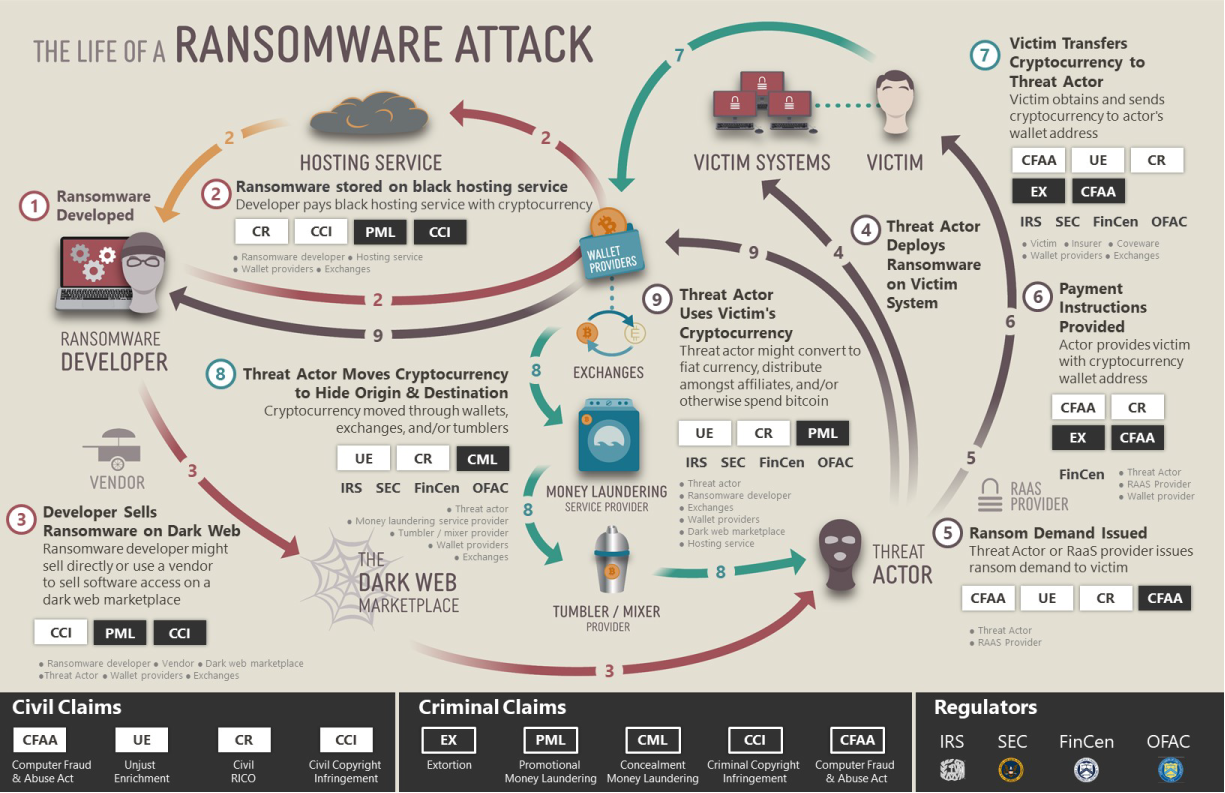 THE LIFE OF A RANSOMWARE ATTACK
HOSTING SERVICE
1
Ransomware
Developed
RANSOMWARE
DEVELOPER
2
Ransomware stored on black hosting service
Developer pays black hosting service with cryptocurrency
CR CCI PML CCI
● Ransomware developer ● Hosting service
● Wallet providers ● Exchanges
2
2
2
9
WALLET
PROVIDERS
EXCHANGES
7
VICTIM SYSTEMS
VICTIM
7
Victim Transfers
Cryptocurrency to
Threat Actor
Victim obtains and sends
cryptocurrency to actor's
wallet address
CFAA UE CR
EX CFAA
IRS SEC FinCen OFAC
● Victim ● Insurer ● Coveware
● Wallet providers ● Exchanges
4
Threat Actor
Deploys
Ransomware
on Victim
System
9
4
6
5
6
Payment
Instructions
Provided
Actor provides victim
with cryptocurrency
wallet address
CFAA CR
EX CFAA
FinCen
● Threat Actor
● RAAS Provider
● Wallet provider
RAAS
PROVIDER
5
Ransom Demand Issued
Threat Actor or RaaS provider issues
ransom demand to victim
CFAA UE CR CFAA
● Threat Actor
● RAAS Provider
9
Threat Actor
Uses Victim's
Cryptocurrency
Threat actor might convert to
fiat currency, distribute
amongst affiliates, and/or
otherwise spend bitcoin
UE CR PML
IRS SEC FinCen OFAC
● Threat actor
● Ransomware developer
● Exchanges
● Wallet providers
● Dark web marketplace
● Hosting service
8
Threat Actor Moves Cryptocurrency
to Hide Origin & Destination
Cryptocurrency moved through wallets,
exchanges, and/or tumblers
UE CR CML
IRS SEC FinCen OFAC
● Threat actor
● Money laundering service provider
● Tumbler / mixer provider
● Wallet providers
● Exchanges
8
MONEY LAUNDERING
SERVICE PROVIDER
8
TUMBLER / MIXER
PROVIDER
8
THREAT
ACTOR
3
VENDOR
3
Developer Sells
Ransomware on Dark Web
Ransomware developer might
sell directly or use a vendor
to sell software access on a
dark web marketplace
CCI PML CCI
● Ransomware developer ● Vendor ● Dark web marketplace
●Threat Actor ● Wallet providers ● Exchanges
THE
DARK WEB
MARKETPLACE
3
Civil Claims
CFAA UE CR CCI
Computer Fraud
& Abuse Act
Unjust
Enrichment
Civil
RICO
Civil Copyright
Infringement
Criminal Claims
EX PML CML CCI CFAA
Extortion
Promotional
Money Laundering
Concealment
Money Laundering
Criminal Copyright
Infringement
Computer Fraud
& Abuse Act
Regulators
IRS SEC FinCen OFAC